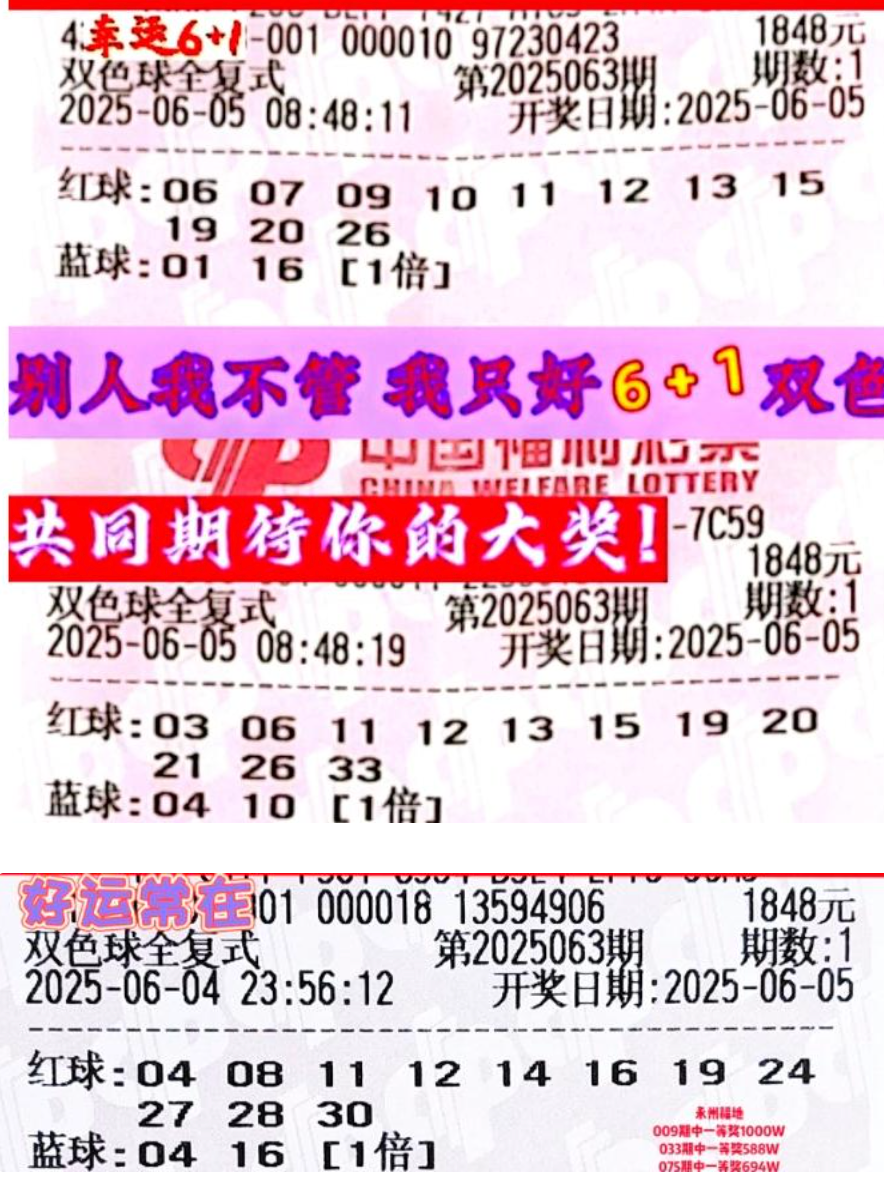 幸运6+1
-001 000010 97230423 1848元
双色球全复式 第2025063期 期数:1
2025-06-05 08:48:11 开奖日期:2025-06-05
红球:06 07 09 10 11 12 13 15
19 20 26
蓝球:01 16 [1倍]
别人我不管 我只好6+1双色
中国福利彩票
CHINA WELFARE LOTTERY
共同期待你的大奖!
-7C59
1848元
双色球全复式 第2025063期 期数:1
2025-06-05 08:48:19 开奖日期:2025-06-05
红球:03 06 11 12 13 15 19 20
21 26 33
蓝球:04 10 [1倍]
好运常在
001 000018 13594906 1848元
双色球全复式 第2025063期 期数:1
2025-06-04 23:56:12 开奖日期:2025-06-05
红球:04 08 11 12 14 16 19 24
27 28 30
蓝球:04 16 [1倍]
永州福地
009期中一等奖1000W
033期中一等奖588W
075期中一等奖694W